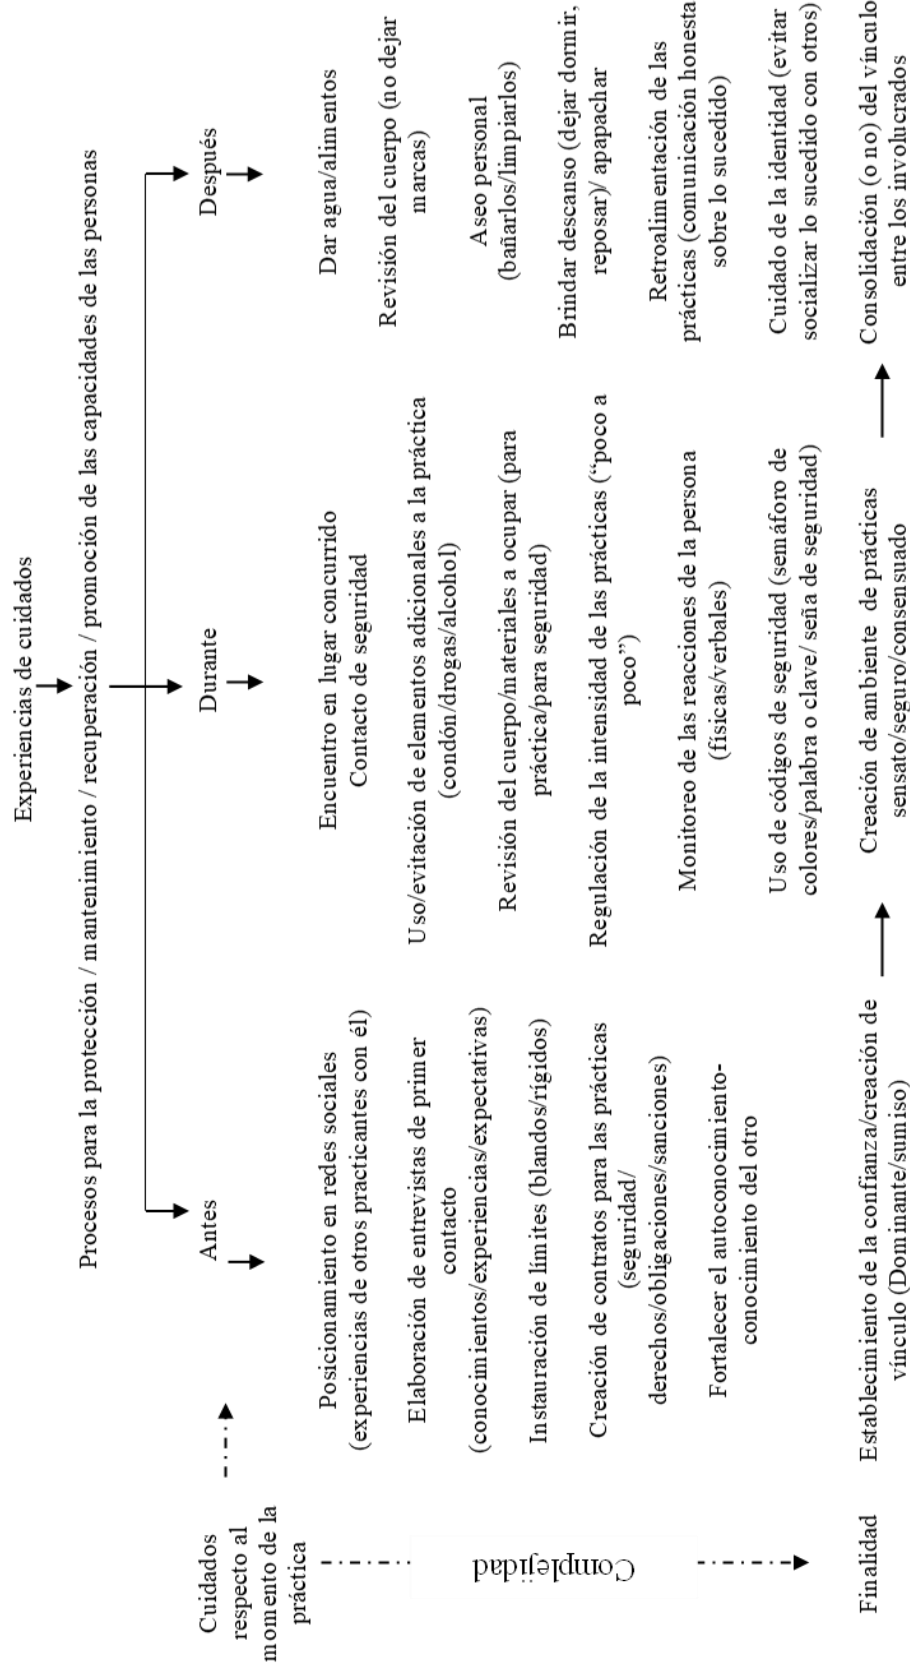 Experiencias de cuidados
Procesos para la protección / mantenimiento / recuperación / promoción de las capacidades de las personas
Cuidados
respecto al
momento de la
práctica
Antes
Durante
Después
Complejidad
Posicionamiento en redes sociales
(experiencias de otros practicantes con él)
Elaboración de entrevistas de primer
contacto
(conocimientos/experiencias/expectativas)
Instauración de límites (blandos/rígidos)
Creación de contratos para las prácticas
(seguridad/
derechos/obligaciones/sanciones)
Fortalecer el autoconocimiento-
conocimiento del otro
Encuentro en lugar concurrido
Contacto de seguridad
Uso/evitación de elementos adicionales a la práctica
(condón/drogas/alcohol)
Revisión del cuerpo/materiales a ocupar (para
práctica/para seguridad)
Regulación de la intensidad de las prácticas (“poco a
poco”)
Monitoreo de las reacciones de la persona
(físicas/verbales)
Uso de códigos de seguridad (semáforo de
colores/palabra o clave/ seña de seguridad)
Dar agua/alimentos
Revisión del cuerpo (no dejar
marcas)
Aseo personal
(bañarlos/limpiarlos)
Brindar descanso (dejar dormir,
reposar)/ apapachar
Retroalimentación de las
prácticas (comunicación honesta
sobre lo sucedido)
Cuidado de la identidad (evitar
socializar lo sucedido con otros)
Finalidad
Establecimiento de la confianza/creación de
vínculo (Dominante/sumiso)
Creación de ambiente de prácticas
sensato/seguro/consensuado
Consolidación (o no) del vínculo
entre los involucrados